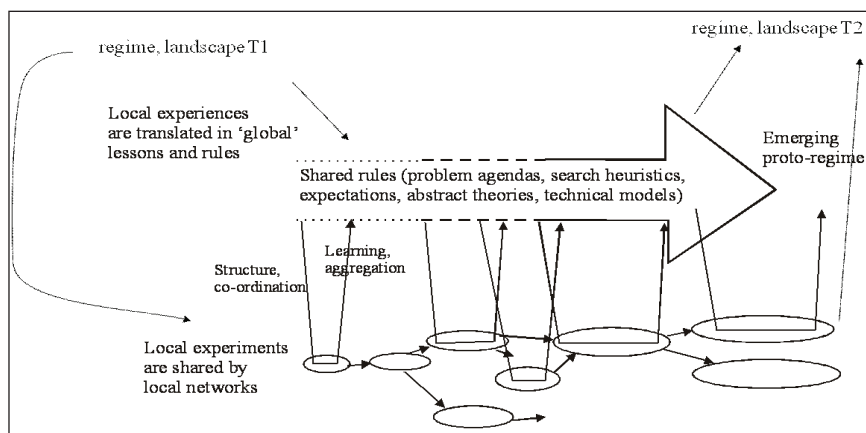 regime, landscape T1
regime, landscape T2
Local experiences
are translated in ‘global’
lessons and rules
Emerging
proto-regime
Shared rules (problem agendas, search heuristics,
expectations, abstract theories, technical models)
Structure,
co-ordination
Learning,
aggregation
Local experiments
are shared by
local networks